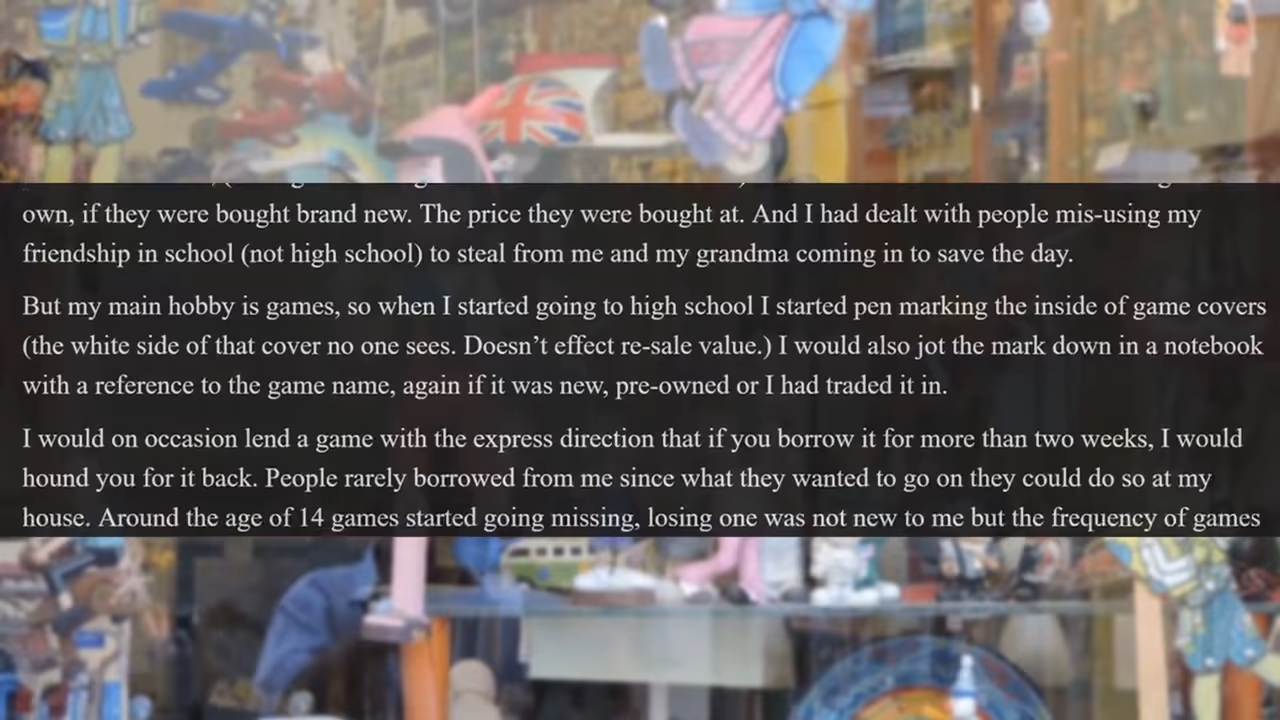 own, if they were bought brand new. The price they were bought at. And I had dealt with people mis-using my
friendship in school (not high school) to steal from me and my grandma coming in to save the day.
But my main hobby is games, so when I started going to high school I started pen marking the inside of game covers
(the white side of that cover no one sees. Doesn’t effect re-sale value.) I would also jot the mark down in a notebook
with a reference to the game name, again if it was new, pre-owned or I had traded it in.
I would on occasion lend a game with the express direction that if you borrow it for more than two weeks, I would
hound you for it back. People rarely borrowed from me since what they wanted to go on they could do so at my
house. Around the age of 14 games started going missing, losing one was not new to me but the frequency of games